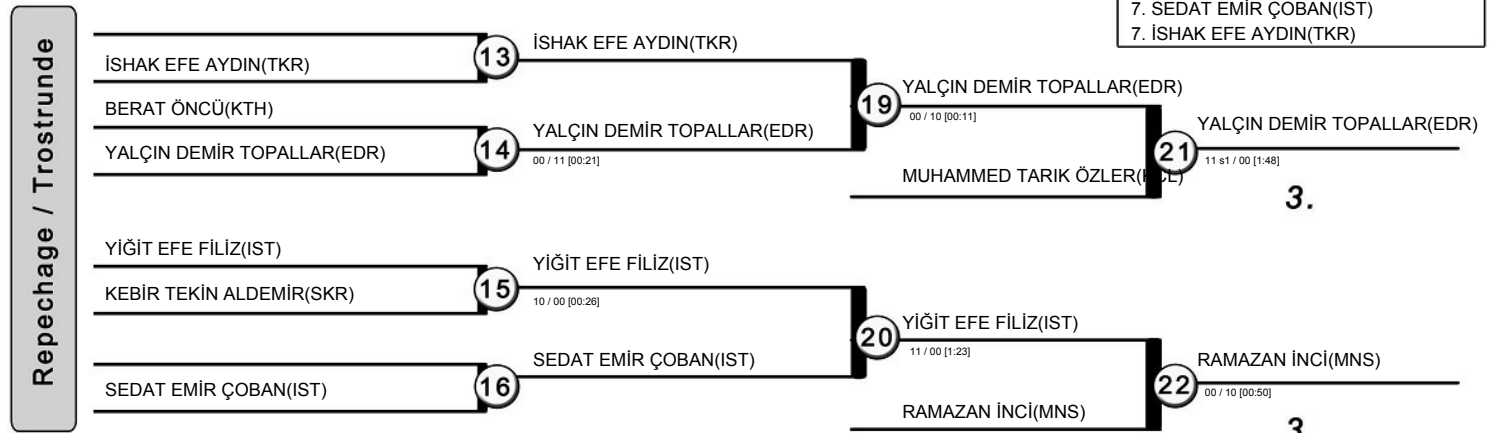 7. SEDAT EMİR ÇOBAN(IST)
7. İSHAK EFE AYDIN(TKR)
Repechage / Trostrunde
İSHAK EFE AYDIN(TKR)
13
İSHAK EFE AYDIN(TKR)
BERAT ÖNCÜ(KTH)
YALÇIN DEMİR TOPALLAR(EDR)
14
YALÇIN DEMİR TOPALLAR(EDR)
00 / 11 [00:21]
19
YALÇIN DEMİR TOPALLAR(EDR)
00 / 10 [00:11]
MUHAMMED TARIK ÖZLER
21
YALÇIN DEMİR TOPALLAR(EDR)
11 s1 / 00 [1:48]
3.
YİĞİT EFE FİLİZ(IST)
KEBİR TEKİN ALDEMİR(SKR)
15
YİĞİT EFE FİLİZ(IST)
10 / 00 [00:26]
SEDAT EMİR ÇOBAN(IST)
16
SEDAT EMİR ÇOBAN(IST)
20
YİĞİT EFE FİLİZ(IST)
11 / 00 [1:23]
RAMAZAN İNCİ(MNS)
22
RAMAZAN İNCİ(MNS)
00 / 10 [00:50]
3